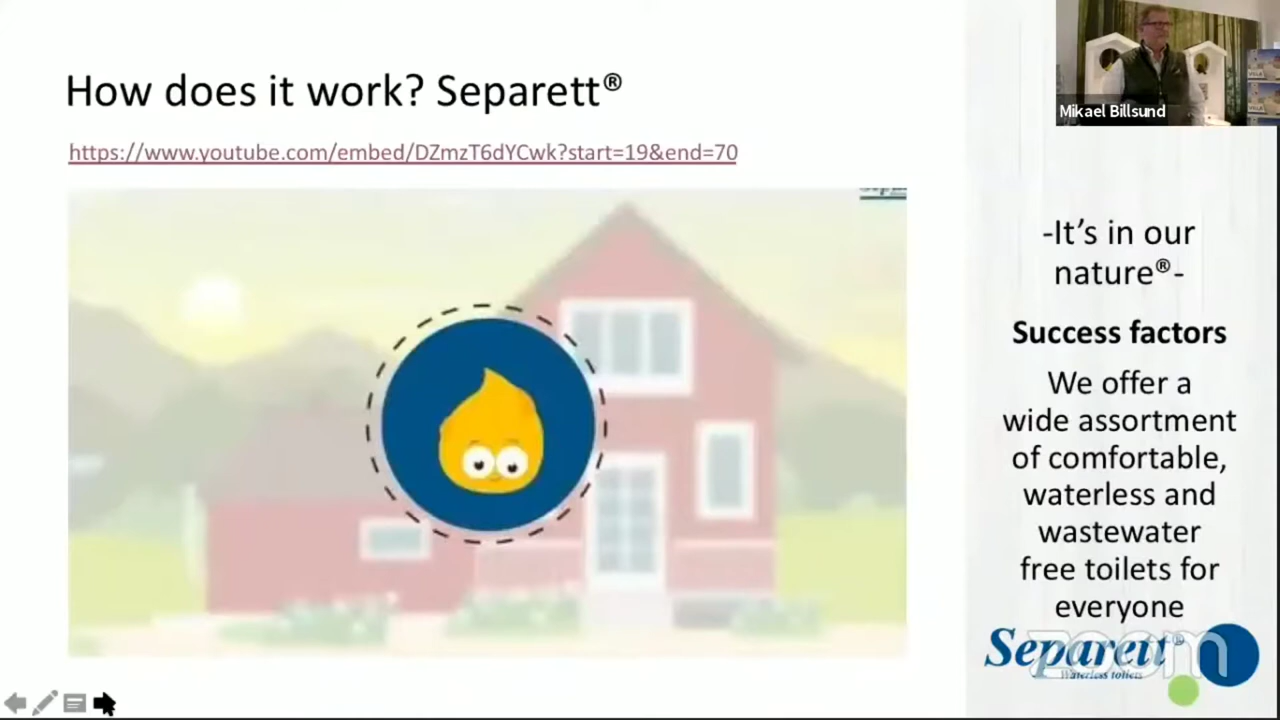 How does it work? Separett®
https://www.youtube.com/embed/DZmzT6dYCwk?start=19&end=70
Mikael Billsund
-It’s in our
nature®-
Success factors
We offer a
wide assortment
of comfortable,
waterless and
wastewater
free toilets for
everyone
Separett®
Waterless toilets
zoom